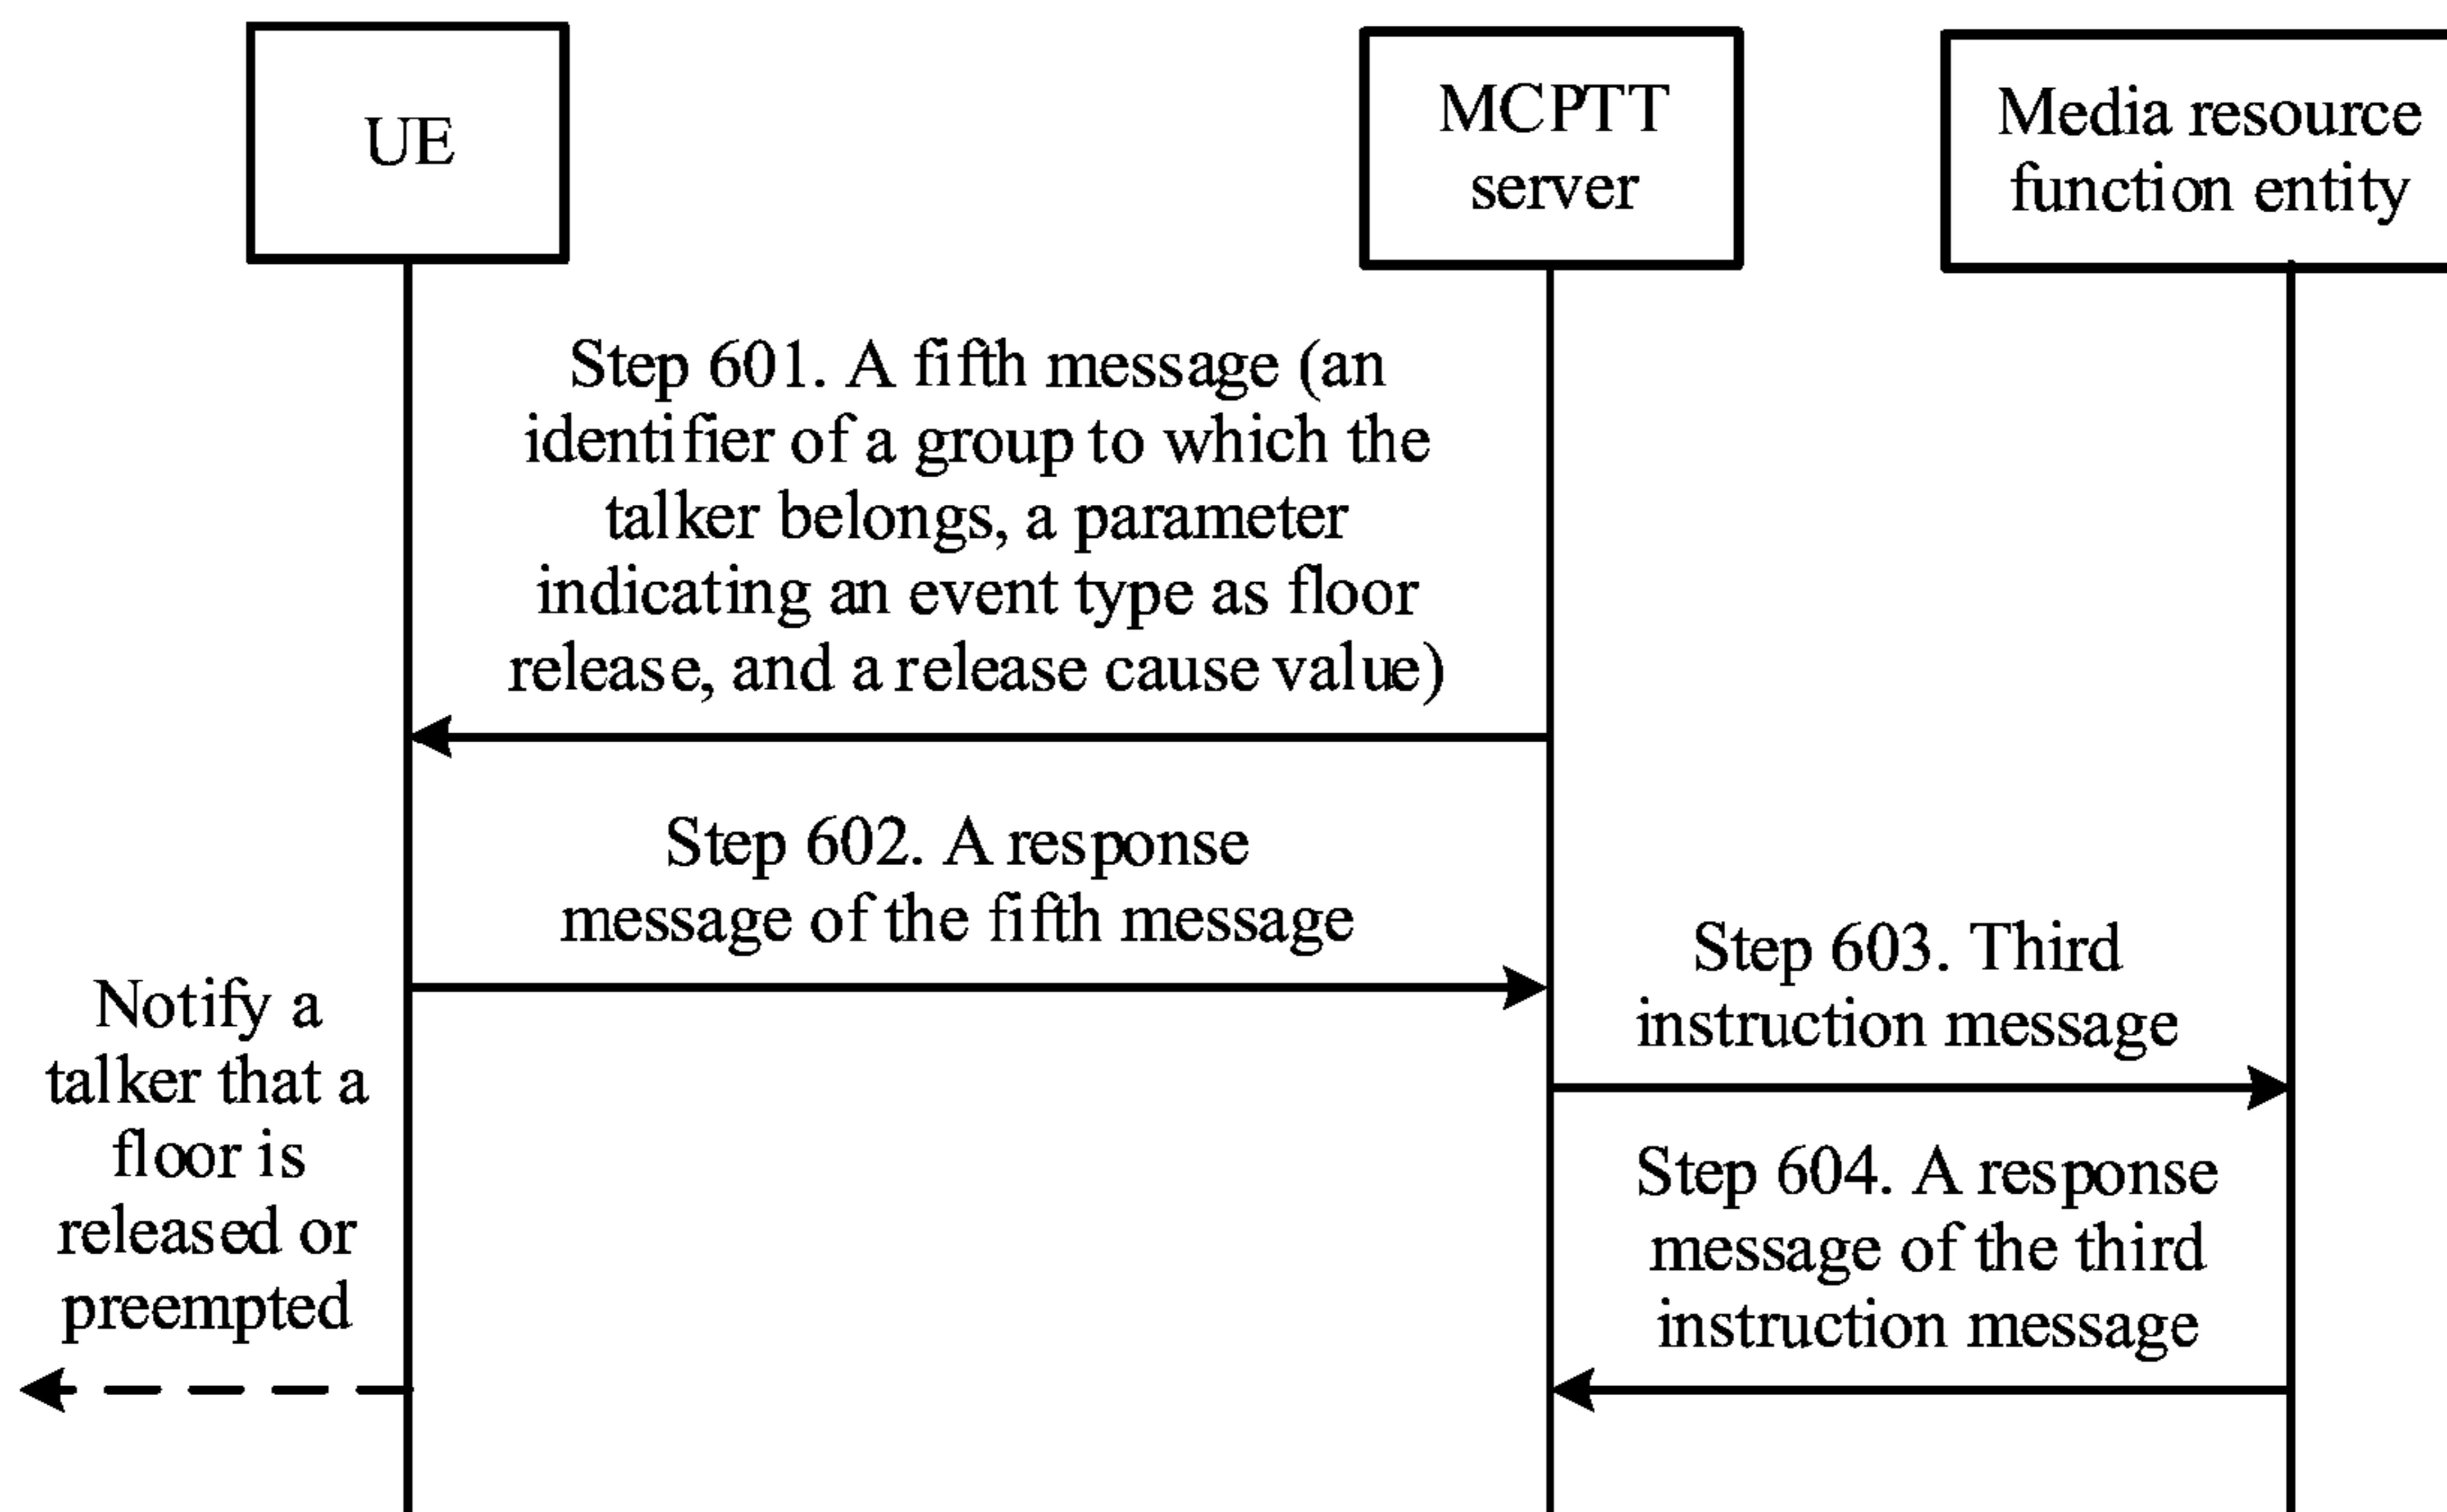 UE
MCPTT
server
Media resource
function entity
Step 601. A fifth message (an
identifier of a group to which the
talker belongs, a parameter
indicating an event type as floor
release, and a release cause value)
Step 602. A response
message of the fifth message
Step 603. Third
instruction message
Notify a
talker that a
floor is
released or
preempted
Step 604. A response
message of the third
instruction message